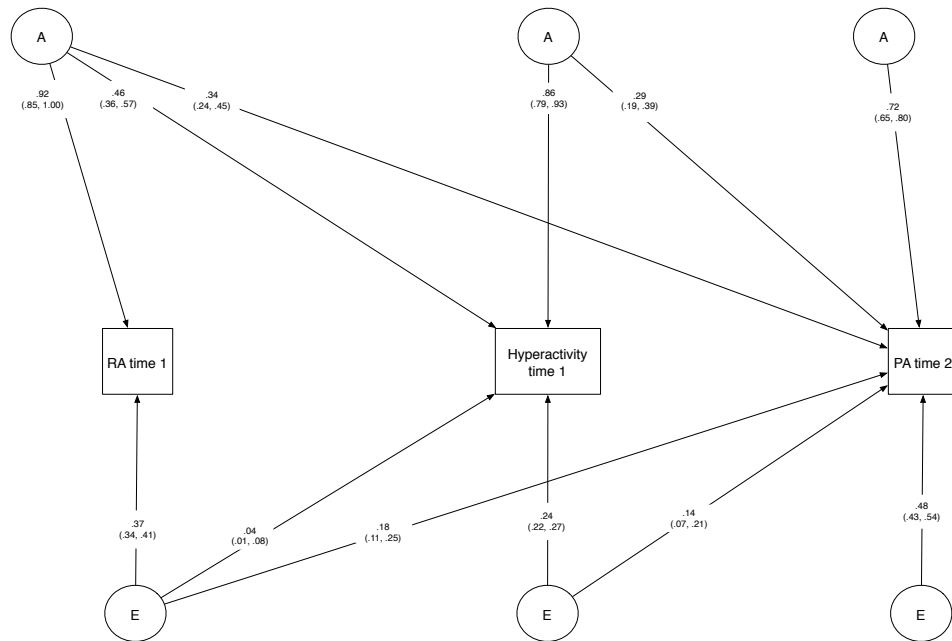 A
A
A
.92
(.85, 1.00)
.46
(.36, .57)
.34
(.24, .45)
.86
(.79, .93)
.29
(.19, .39)
.72
(.65, .80)
RA time 1
Hyperactivity
time 1
PA time 2
.37
(.34, .41)
.04
(.01, .08)
.18
(.11, .25)
.24
(.22, .27)
.14
(.07, .21)
.48
(.43, .54)
E
E
E